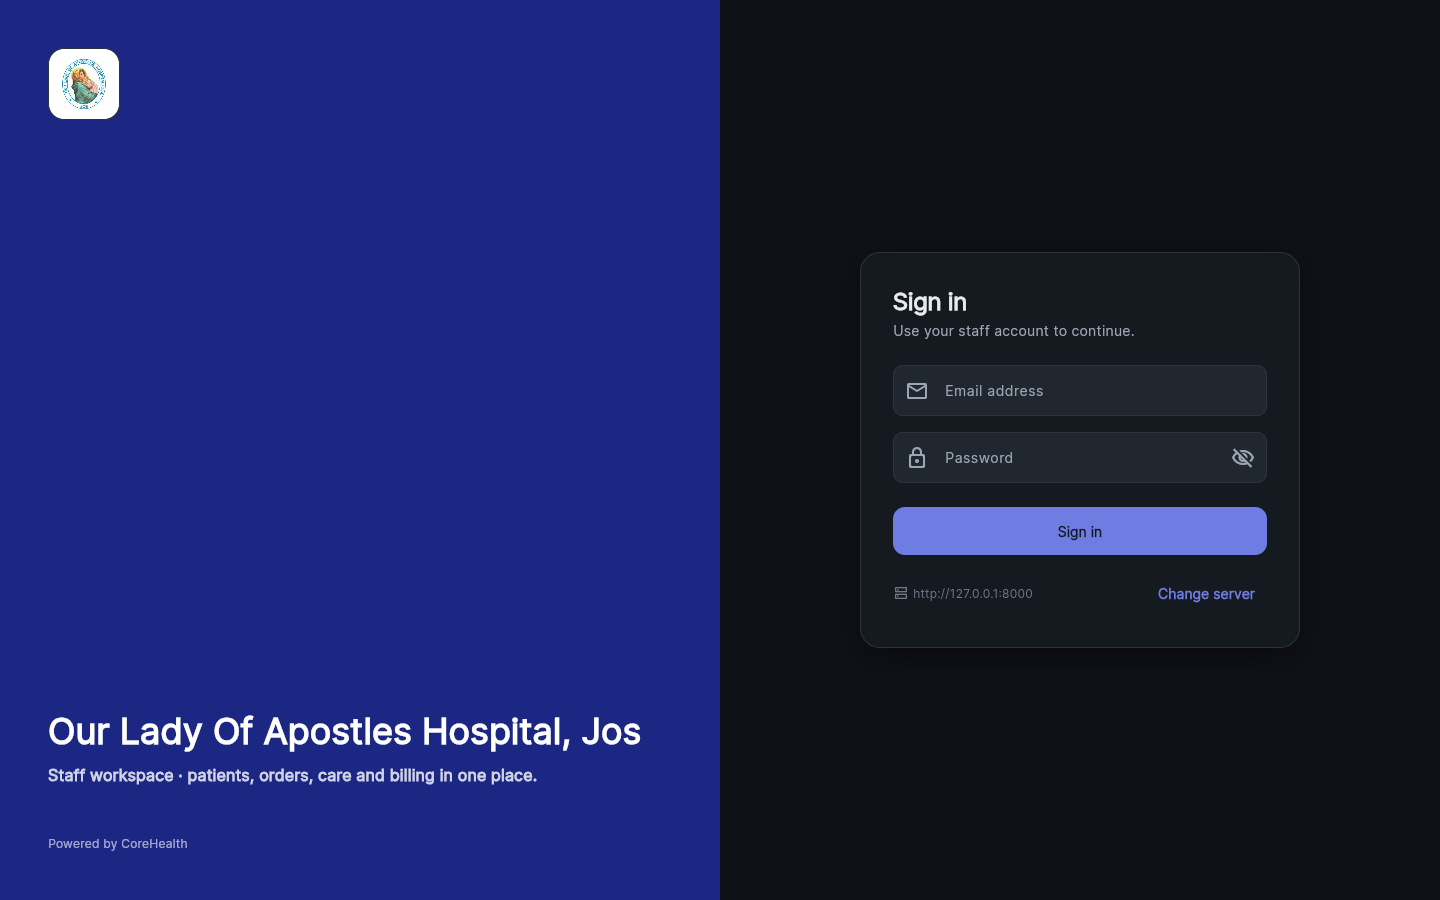 Our Lady Of Apostles Hospital, Jos
Staff workspace · patients, orders, care and billing in one place.
Powered by CoreHealth
Sign in
Use your staff account to continue.
Email address
Password
Sign in
http://127.0.0.1:8000
Change server